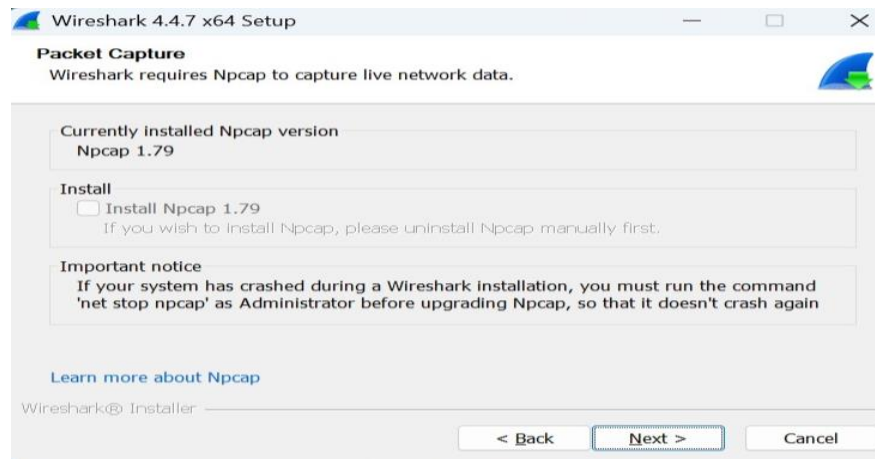 Wireshark 4.4.7 x64 Setup
Packet Capture
Wireshark requires Npcap to capture live network data.
Currently installed Npcap version
Npcap 1.79
Install
Install Npcap 1.79
If you wish to install Npcap, please uninstall Npcap manually first.
Important notice
If your system has crashed during a Wireshark installation, you must run the command
'net stop npcap' as Administrator before upgrading Npcap, so that it doesn't crash again
Learn more about Npcap
Wireshark® Installer
< Back
Next >
Cancel